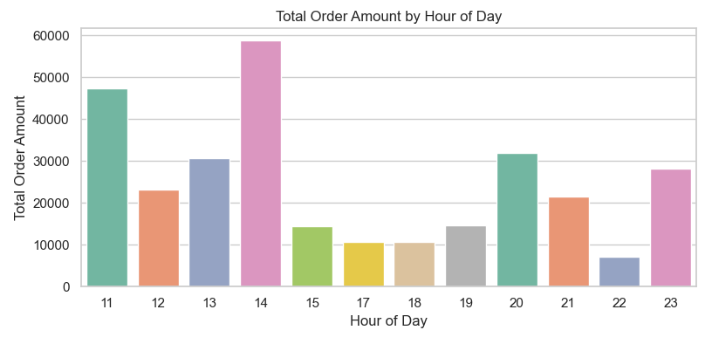 Total Order Amount by Hour of Day
60000
50000
40000
30000
20000
10000
0
Total Order Amount
11 12 13 14 15 17 18 19 20 21 22 23
Hour of Day